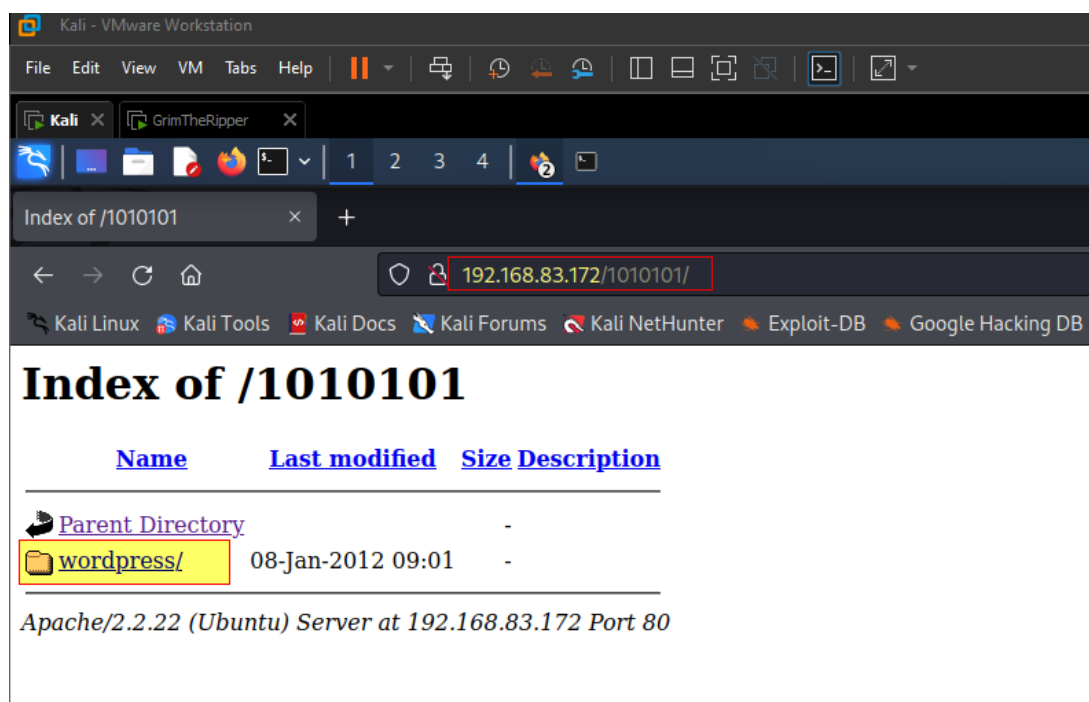 Kali - VMware Workstation
File Edit View VM Tabs Help
Kali GrimTheRipper
1 2 3 4 2
Index of /1010101
192.168.83.172/1010101/
Kali Linux Kali Tools Kali Docs Kali Forums Kali NetHunter Exploit-DB Google Hacking DB
Index of /1010101
Name Last modified Size Description
Parent Directory -
wordpress/ 08-Jan-2012 09:01 -
Apache/2.2.22 (Ubuntu) Server at 192.168.83.172 Port 80